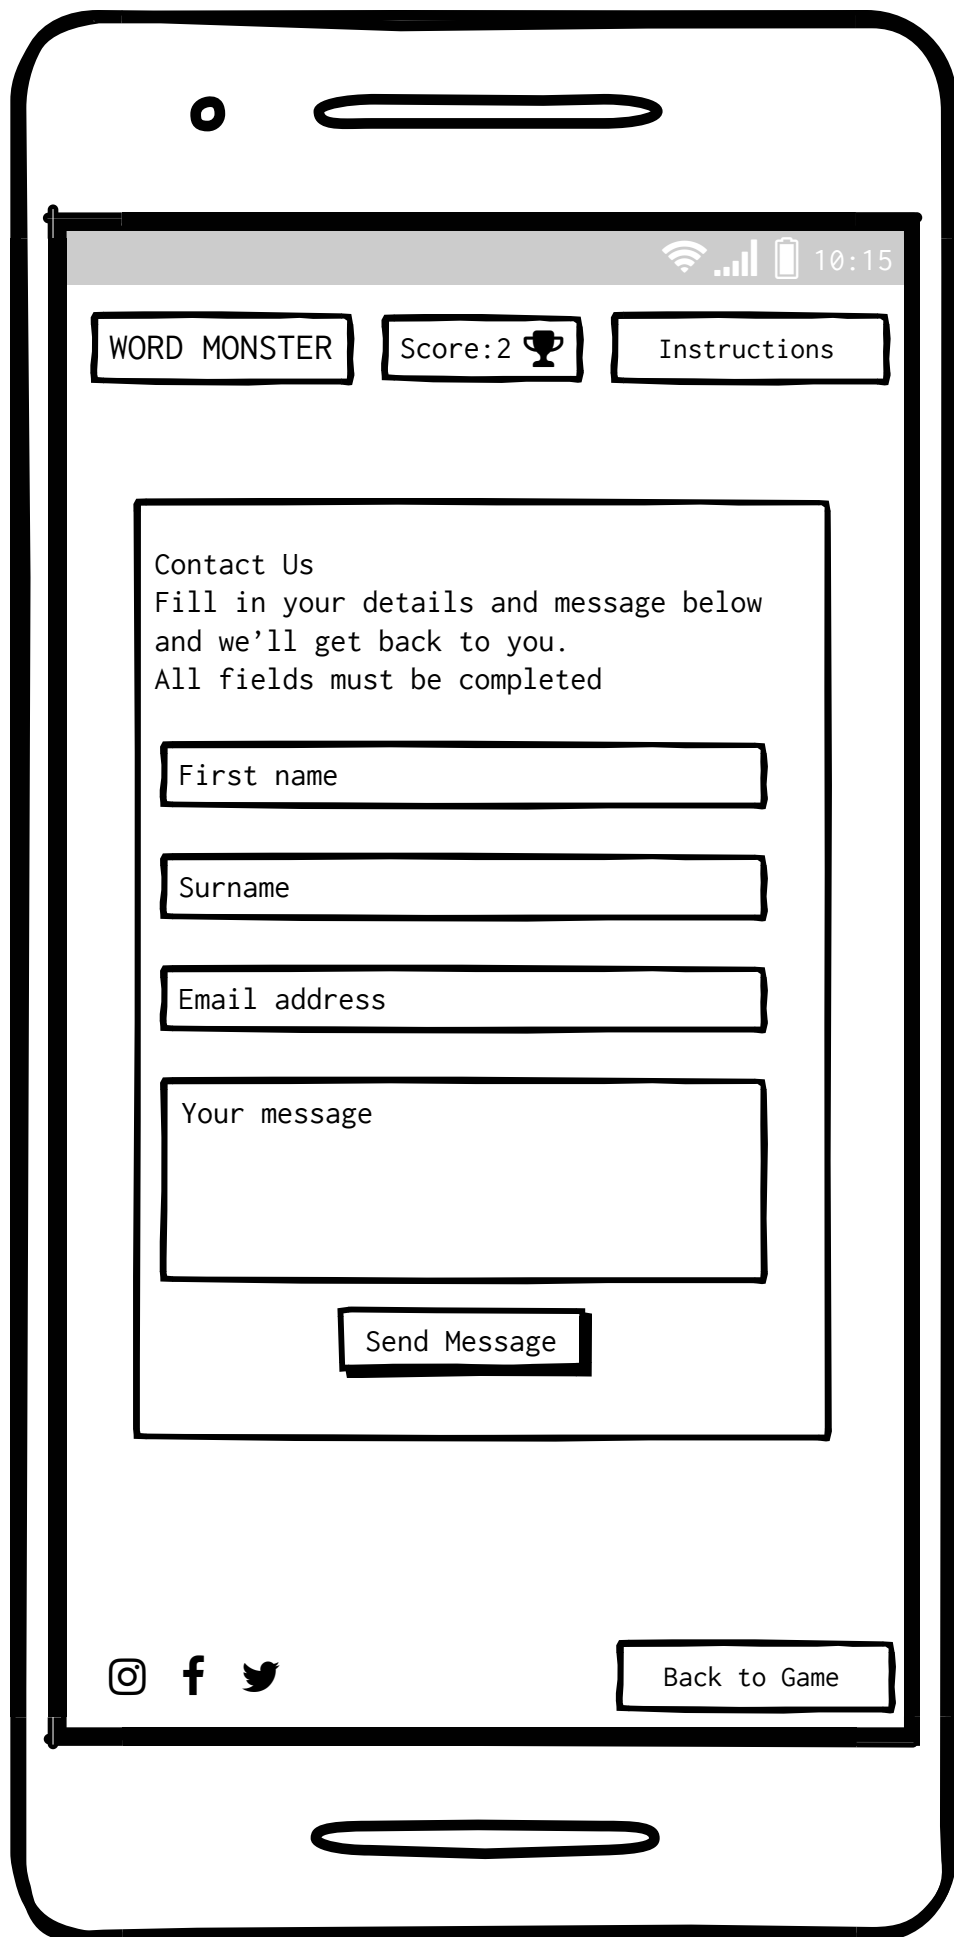 10:15
WORD MONSTER
Score:2
Instructions
Contact Us
Fill in your details and message below
and we’ll get back to you.
All fields must be completed
First name
Surname
Email address
Your message
Send Message
Back to Game